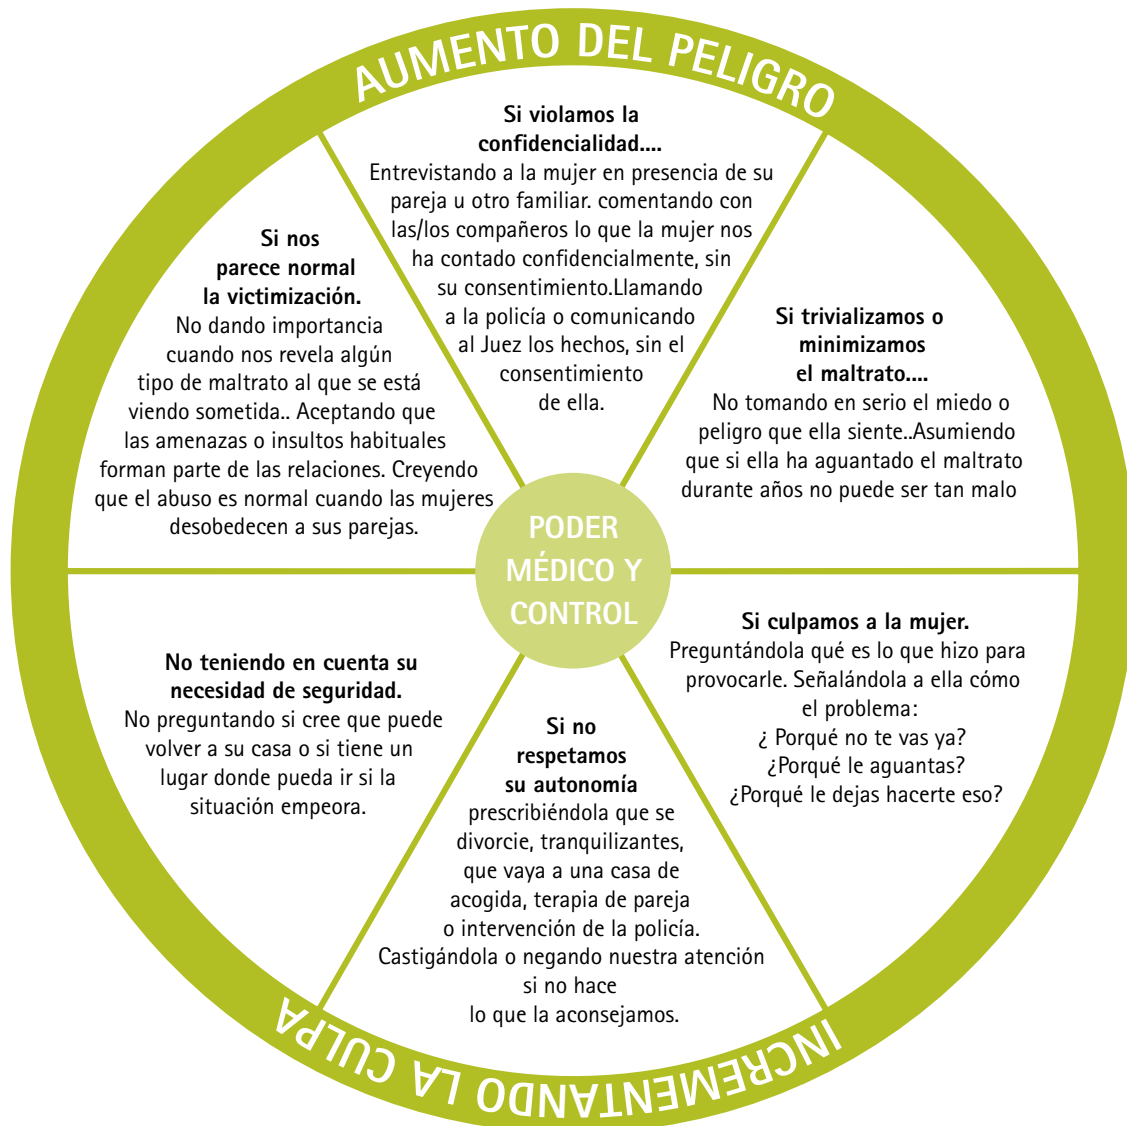 AUMENTO DEL PELIGRO
Si violamos la
confidencialidad....
Entrevistando a la mujer en presencia de su
pareja u otro familiar. comentando con
las/los compañeros lo que la mujer nos
ha contado confidencialmente, sin
su consentimiento.Llamando
a la policía o comunicando
al Juez los hechos, sin el
consentimiento
de ella.
Si trivializamos o
minimizamos
el maltrato....
No tomando en serio el miedo o
peligro que ella siente..Asumiendo
que si ella ha aguantado el maltrato
durante años no puede ser tan malo
Si culpamos a la mujer.
Preguntándola qué es lo que hizo para
provocarle. Señalándola a ella cómo
el problema:
¿ Porqué no te vas ya?
¿Porqué le aguantas?
¿Porqué le dejas hacerte eso?
Si no
respetamos
su autonomía
prescribiéndola que se
divorcie, tranquilizantes,
que vaya a una casa de
acogida, terapia de pareja
o intervención de la policía.
Castigándola o negando nuestra atención
si no hace
lo que la aconsejamos.
No teniendo en cuenta su
necesidad de seguridad.
No preguntando si cree que puede
volver a su casa o si tiene un
lugar donde pueda ir si la
situación empeora.
Si nos
parece normal
la victimización.
No dando importancia
cuando nos revela algún
tipo de maltrato al que se está
viendo sometida.. Aceptando que
las amenazas o insultos habituales
forman parte de las relaciones. Creyendo
que el abuso es normal cuando las mujeres
desobedecen a sus parejas.
PODER
MÉDICO Y
CONTROL
INCREMENTANDO LA CULPA